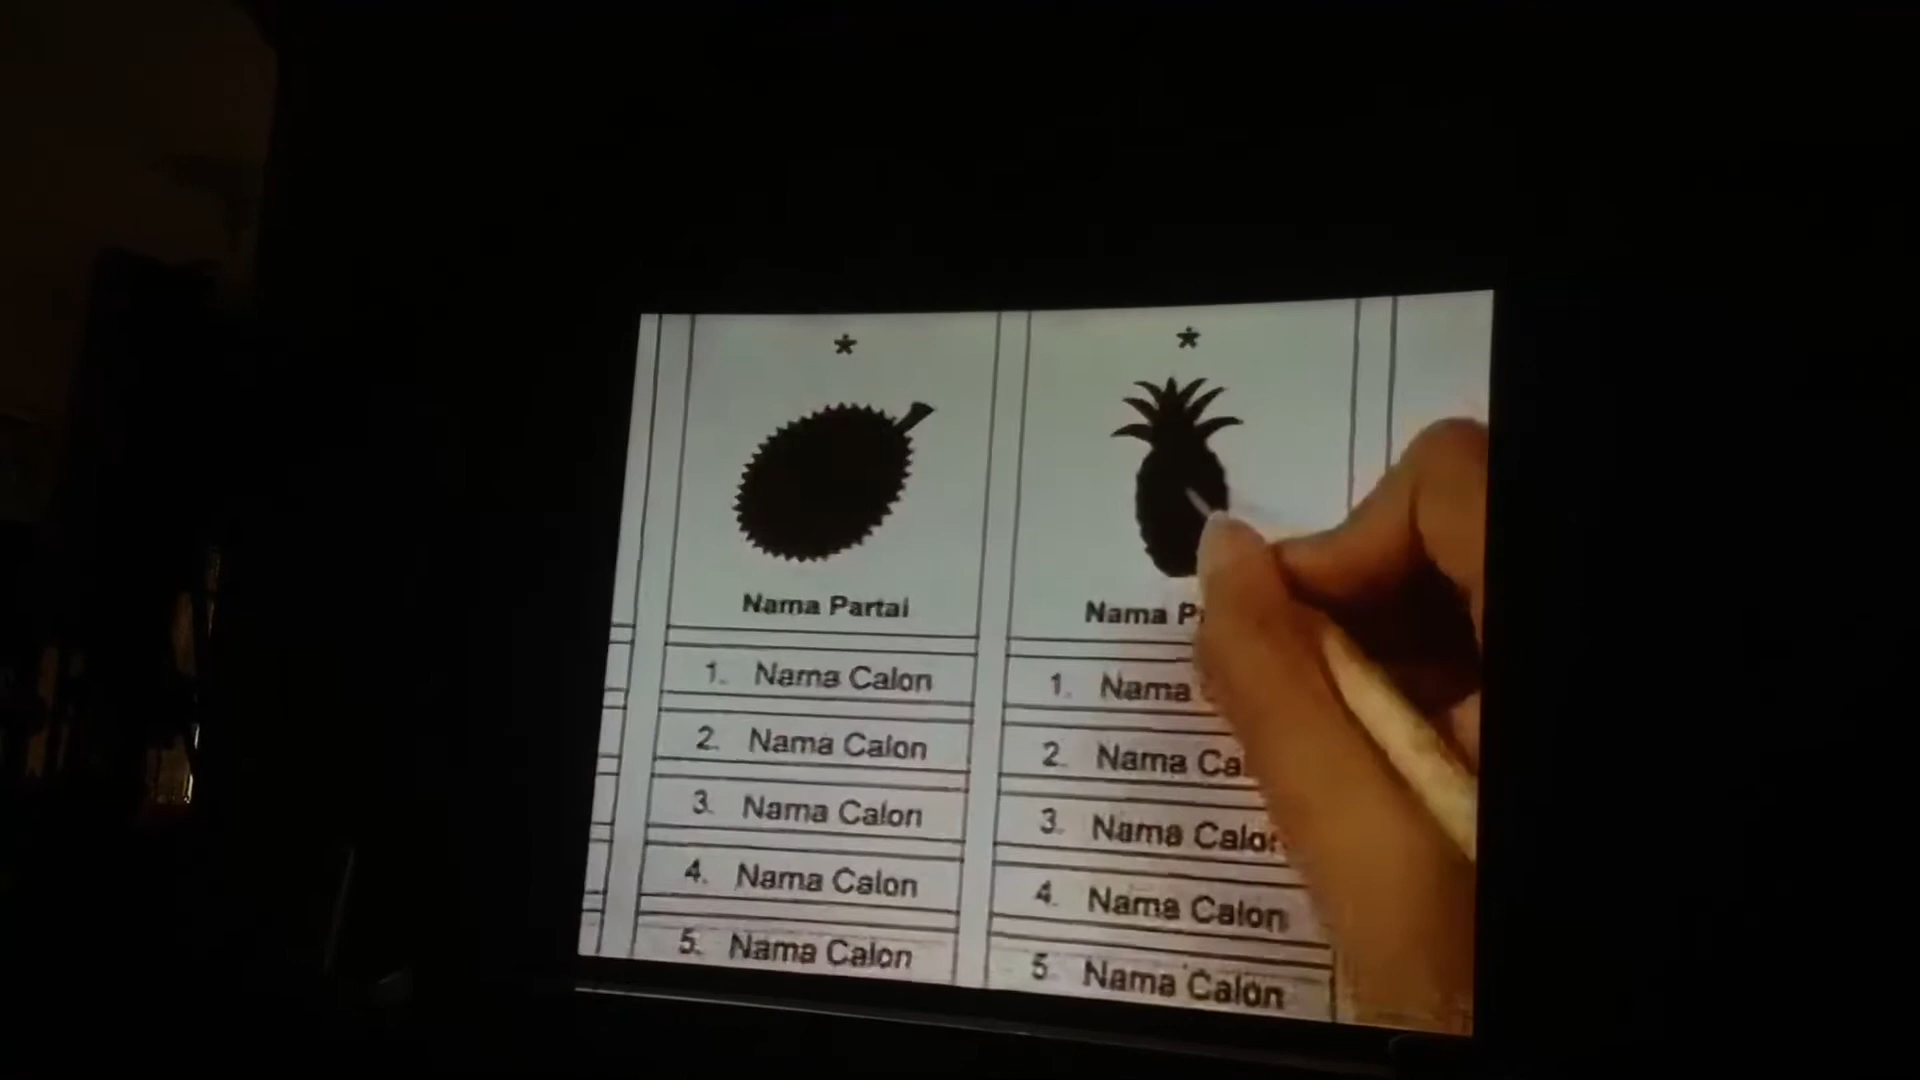 *
Nama Partai
1. Nama Calon
2. Nama Calon
3. Nama Calon
4. Nama Calon
5. Nama Calon
*
Nama
1. Nama
2. Nama
3. Nama Calon
4. Nama Calon
5 Nama Calon